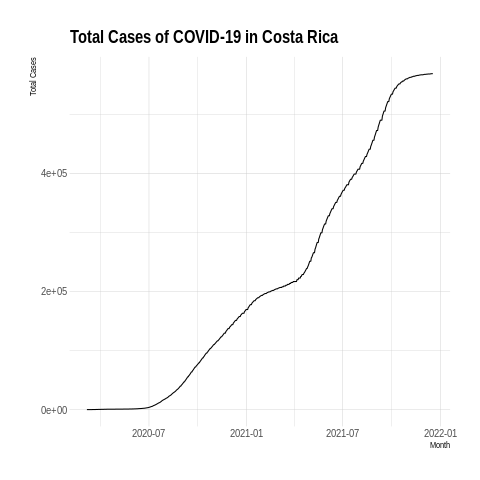 Total Cases of COVID-19 in Costa Rica
Total Cases
4e+05
2e+05
0e+00
2020-07 2021-01 2021-07 2022-01
Month